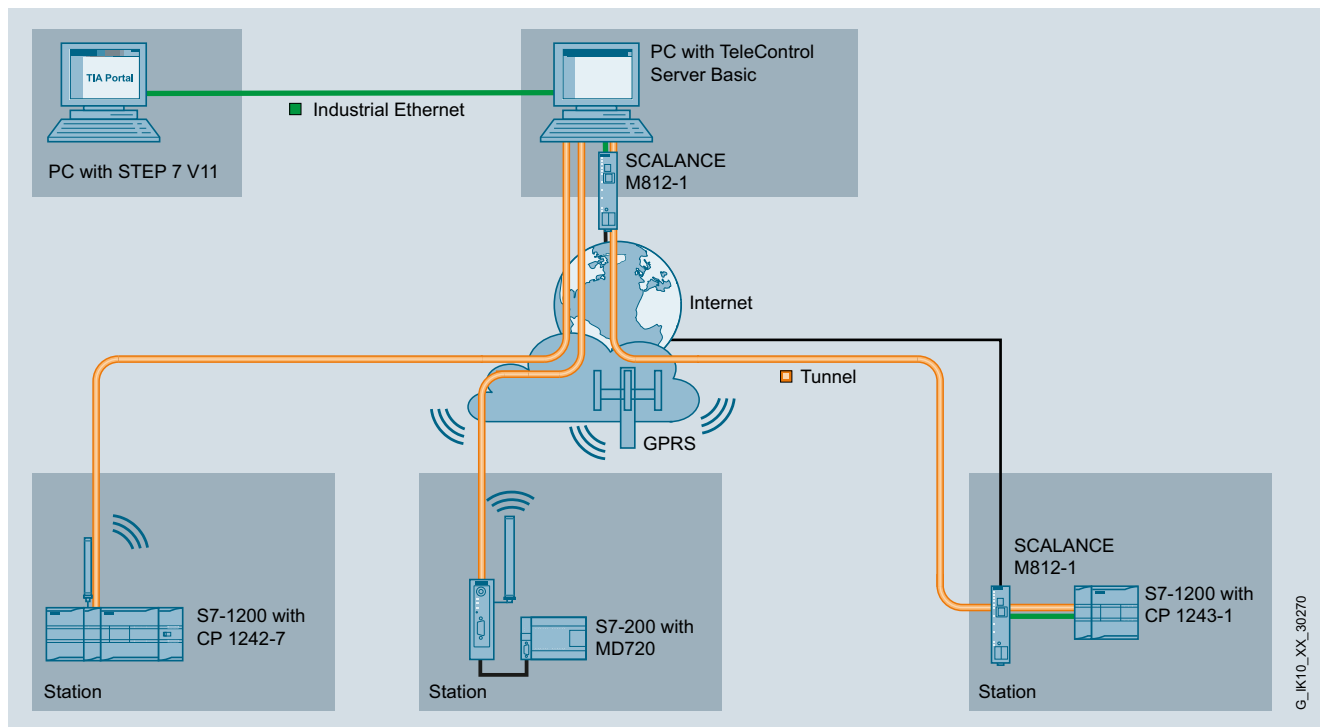 TIA Portal
PC with STEP 7 V11
Industrial Ethernet
PC with TeleControl
Server Basic
SCALANCE
M812-1
Internet
Tunnel
GPRS
S7-1200 with
CP 1242-7
Station
S7-200 with
MD720
Station
SCALANCE
M812-1
S7-1200 with
CP 1243-1
Station
G_IK10_XX_30270